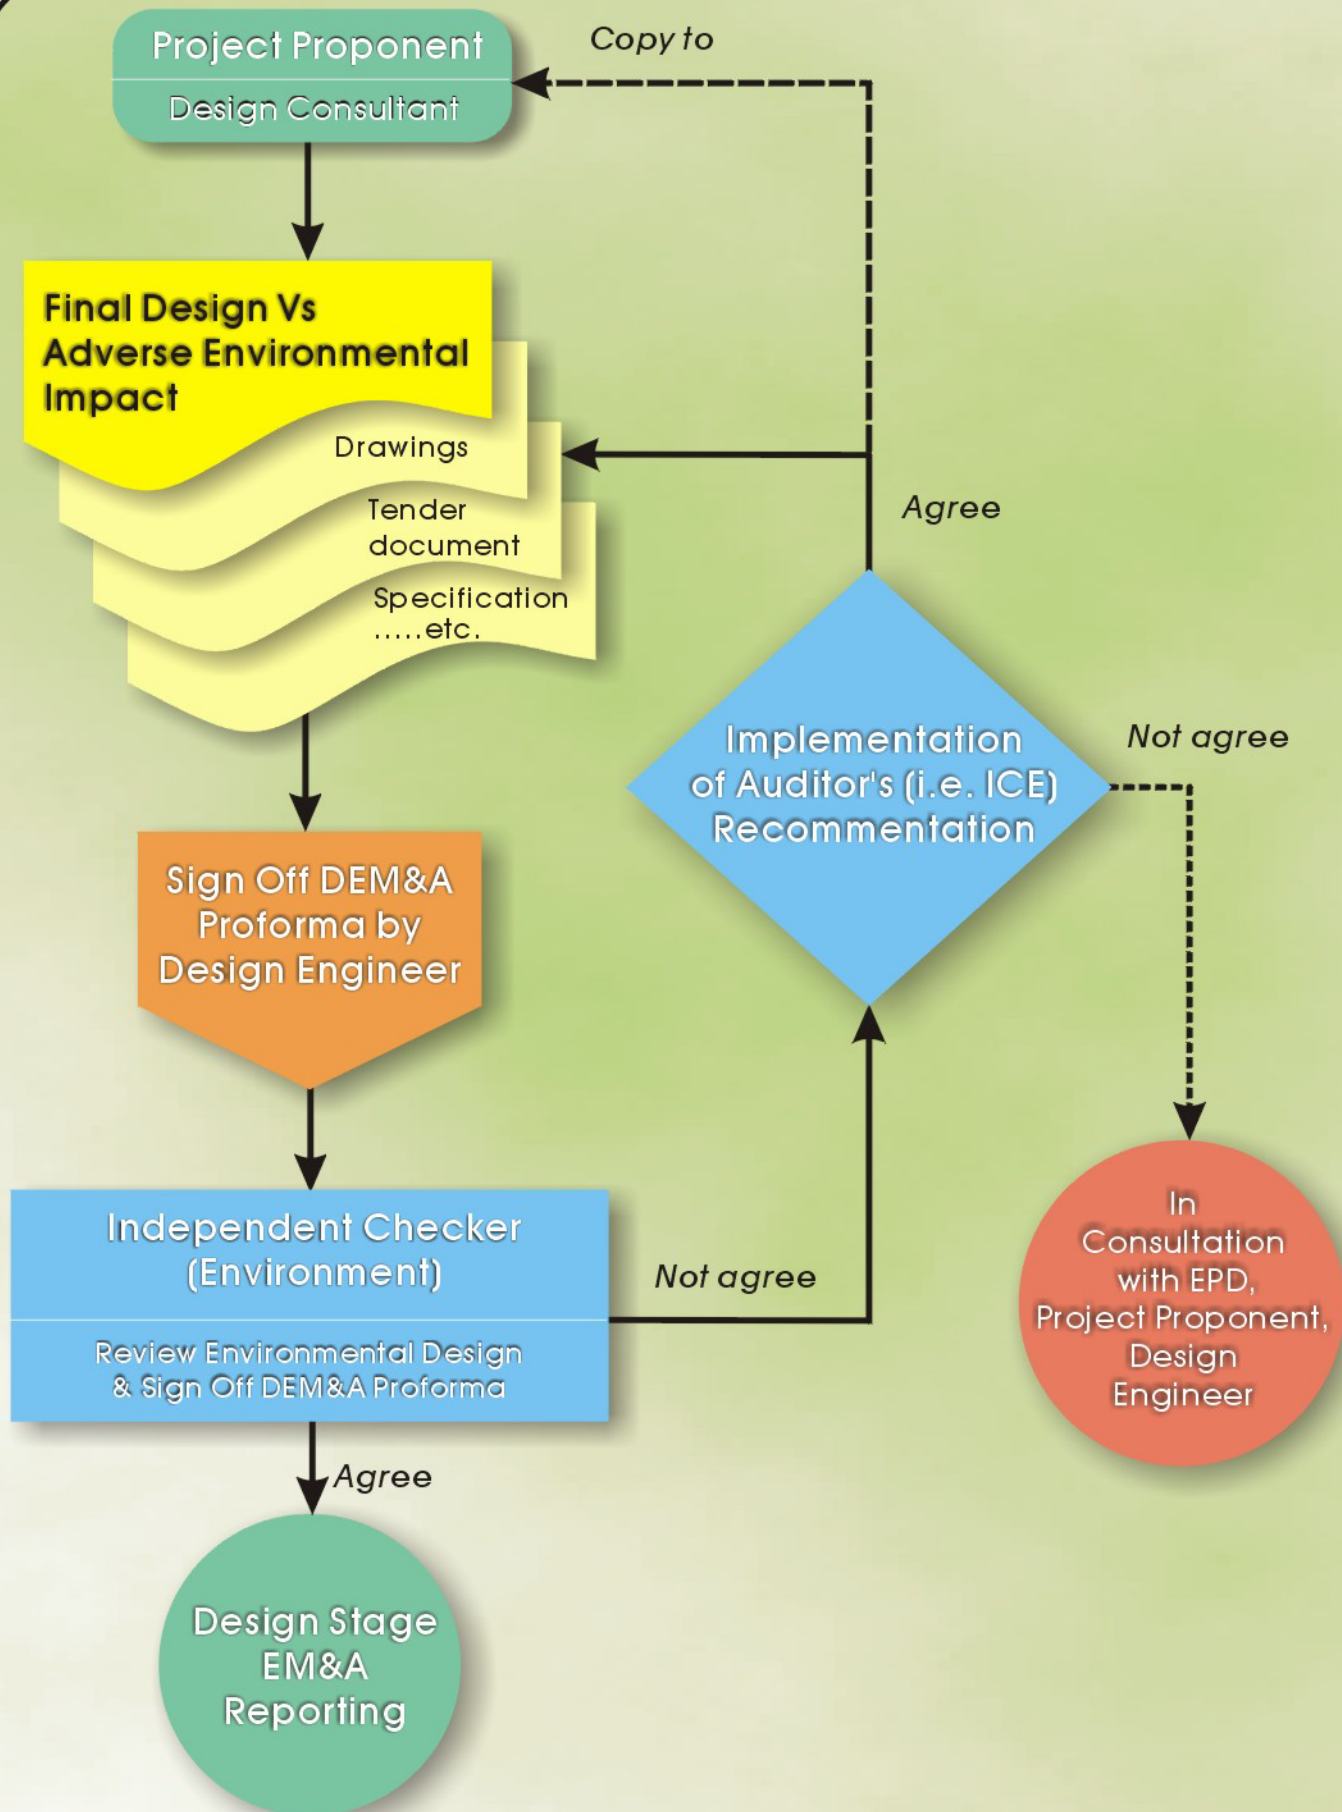 Project Proponent
Design Consultant
Copy to
Final Design Vs
Adverse Environmental
Impact
Drawings
Tender
document
Specification
.....etc.
Agree
Implementation
of Auditor's (i.e. ICE)
Recommentation
Not agree
Sign Off DEM&A
Proforma by
Design Engineer
Independent Checker
(Environment)
Review Environmental Design
& Sign Off DEM&A Proforma
Not agree
In
Consultation
with EPD,
Project Proponent,
Design
Engineer
Agree
Design Stage
EM&A
Reporting